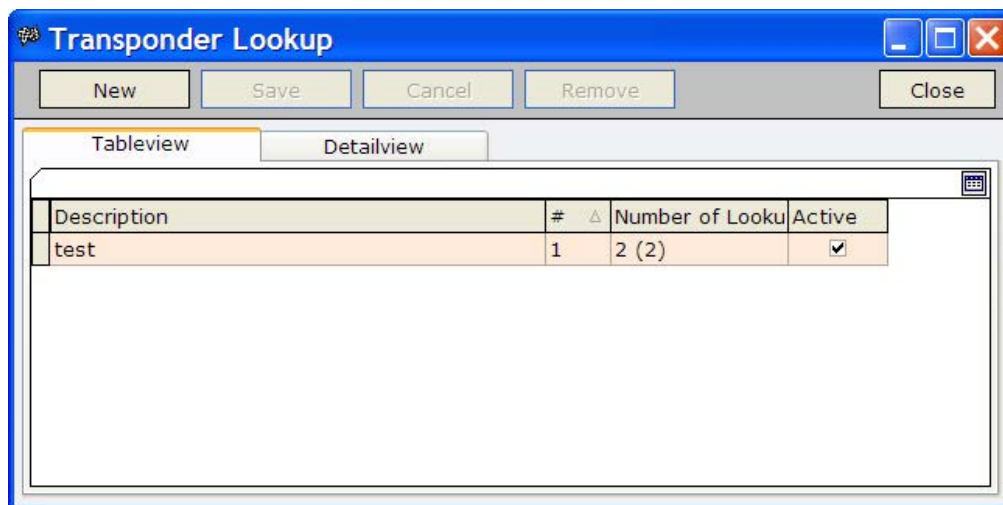 Transponder Lookup
New Save Cancel Remove Close
Tableview Detailview
Description # Number of Looku Active
test 1 2 (2)